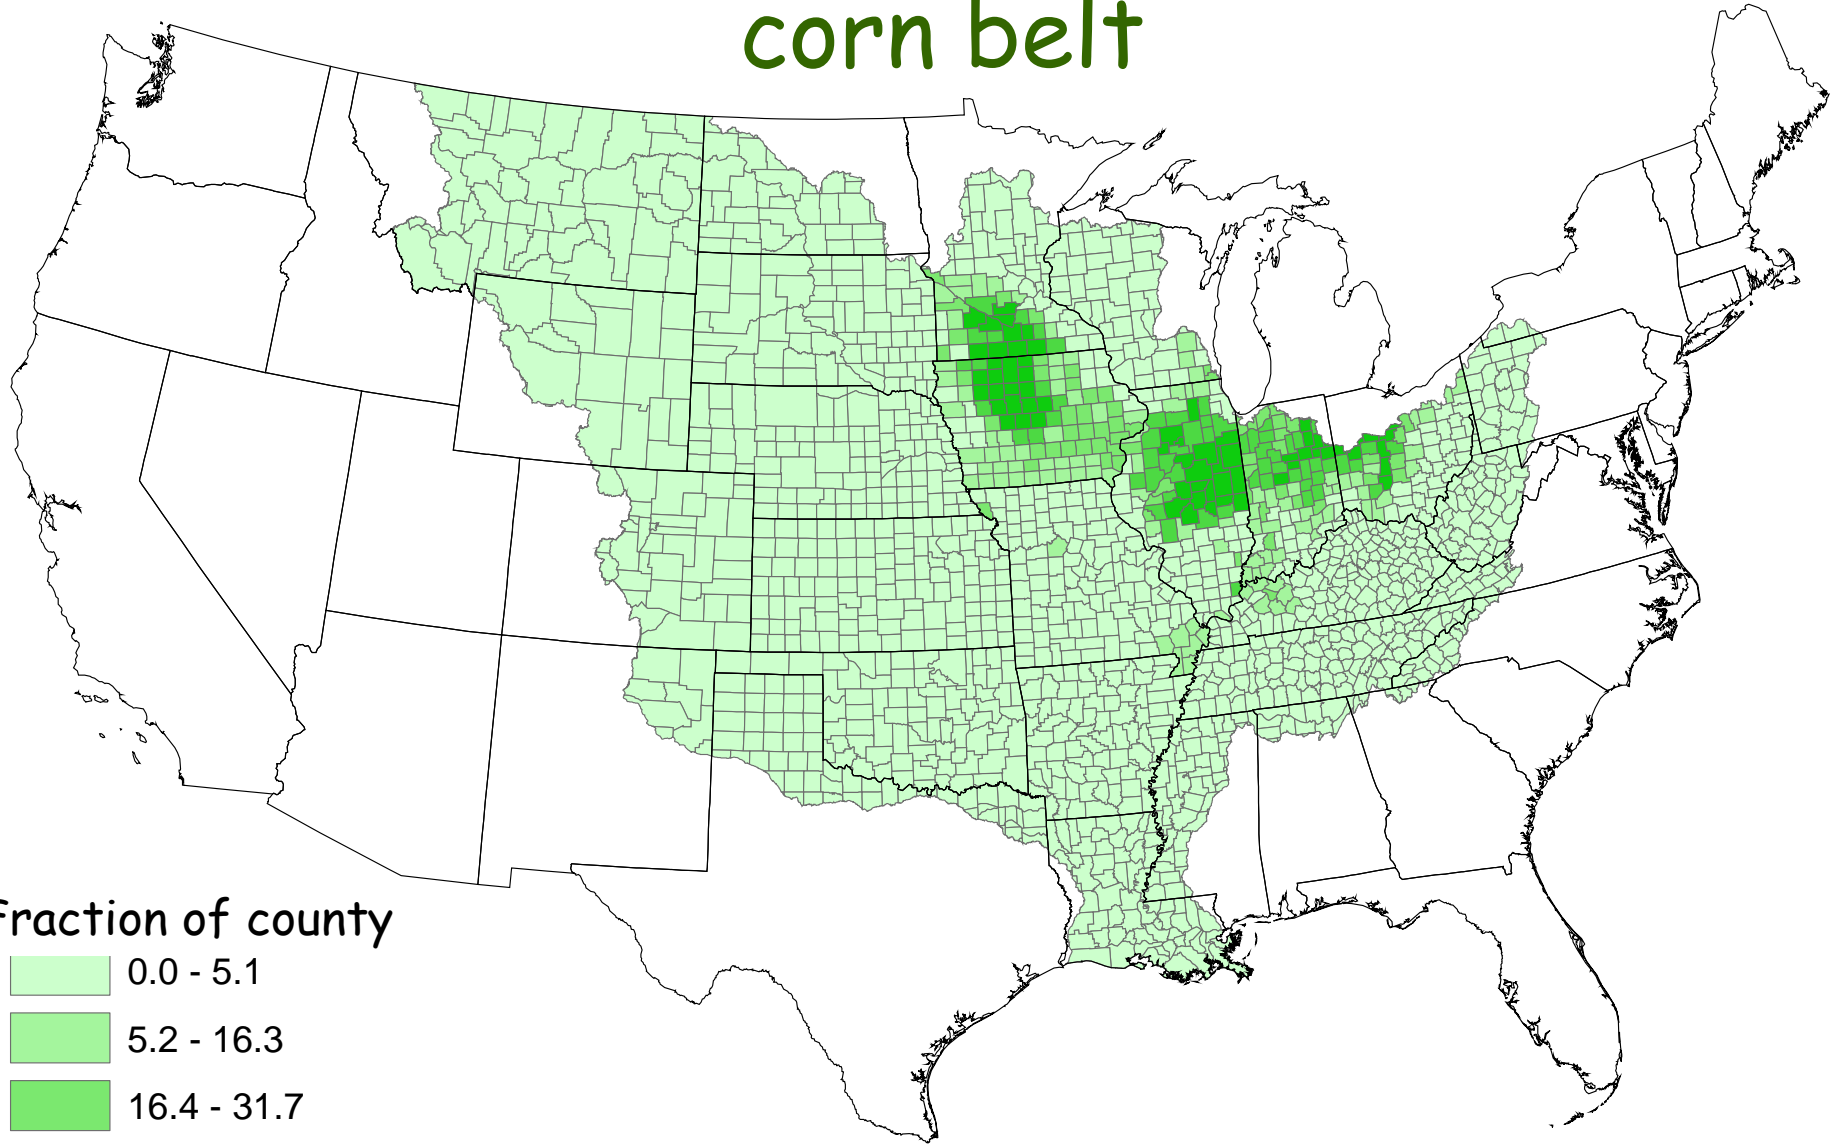 corn belt
fraction of county
0.0 - 5.1
5.2 - 16.3
16.4 - 31.7